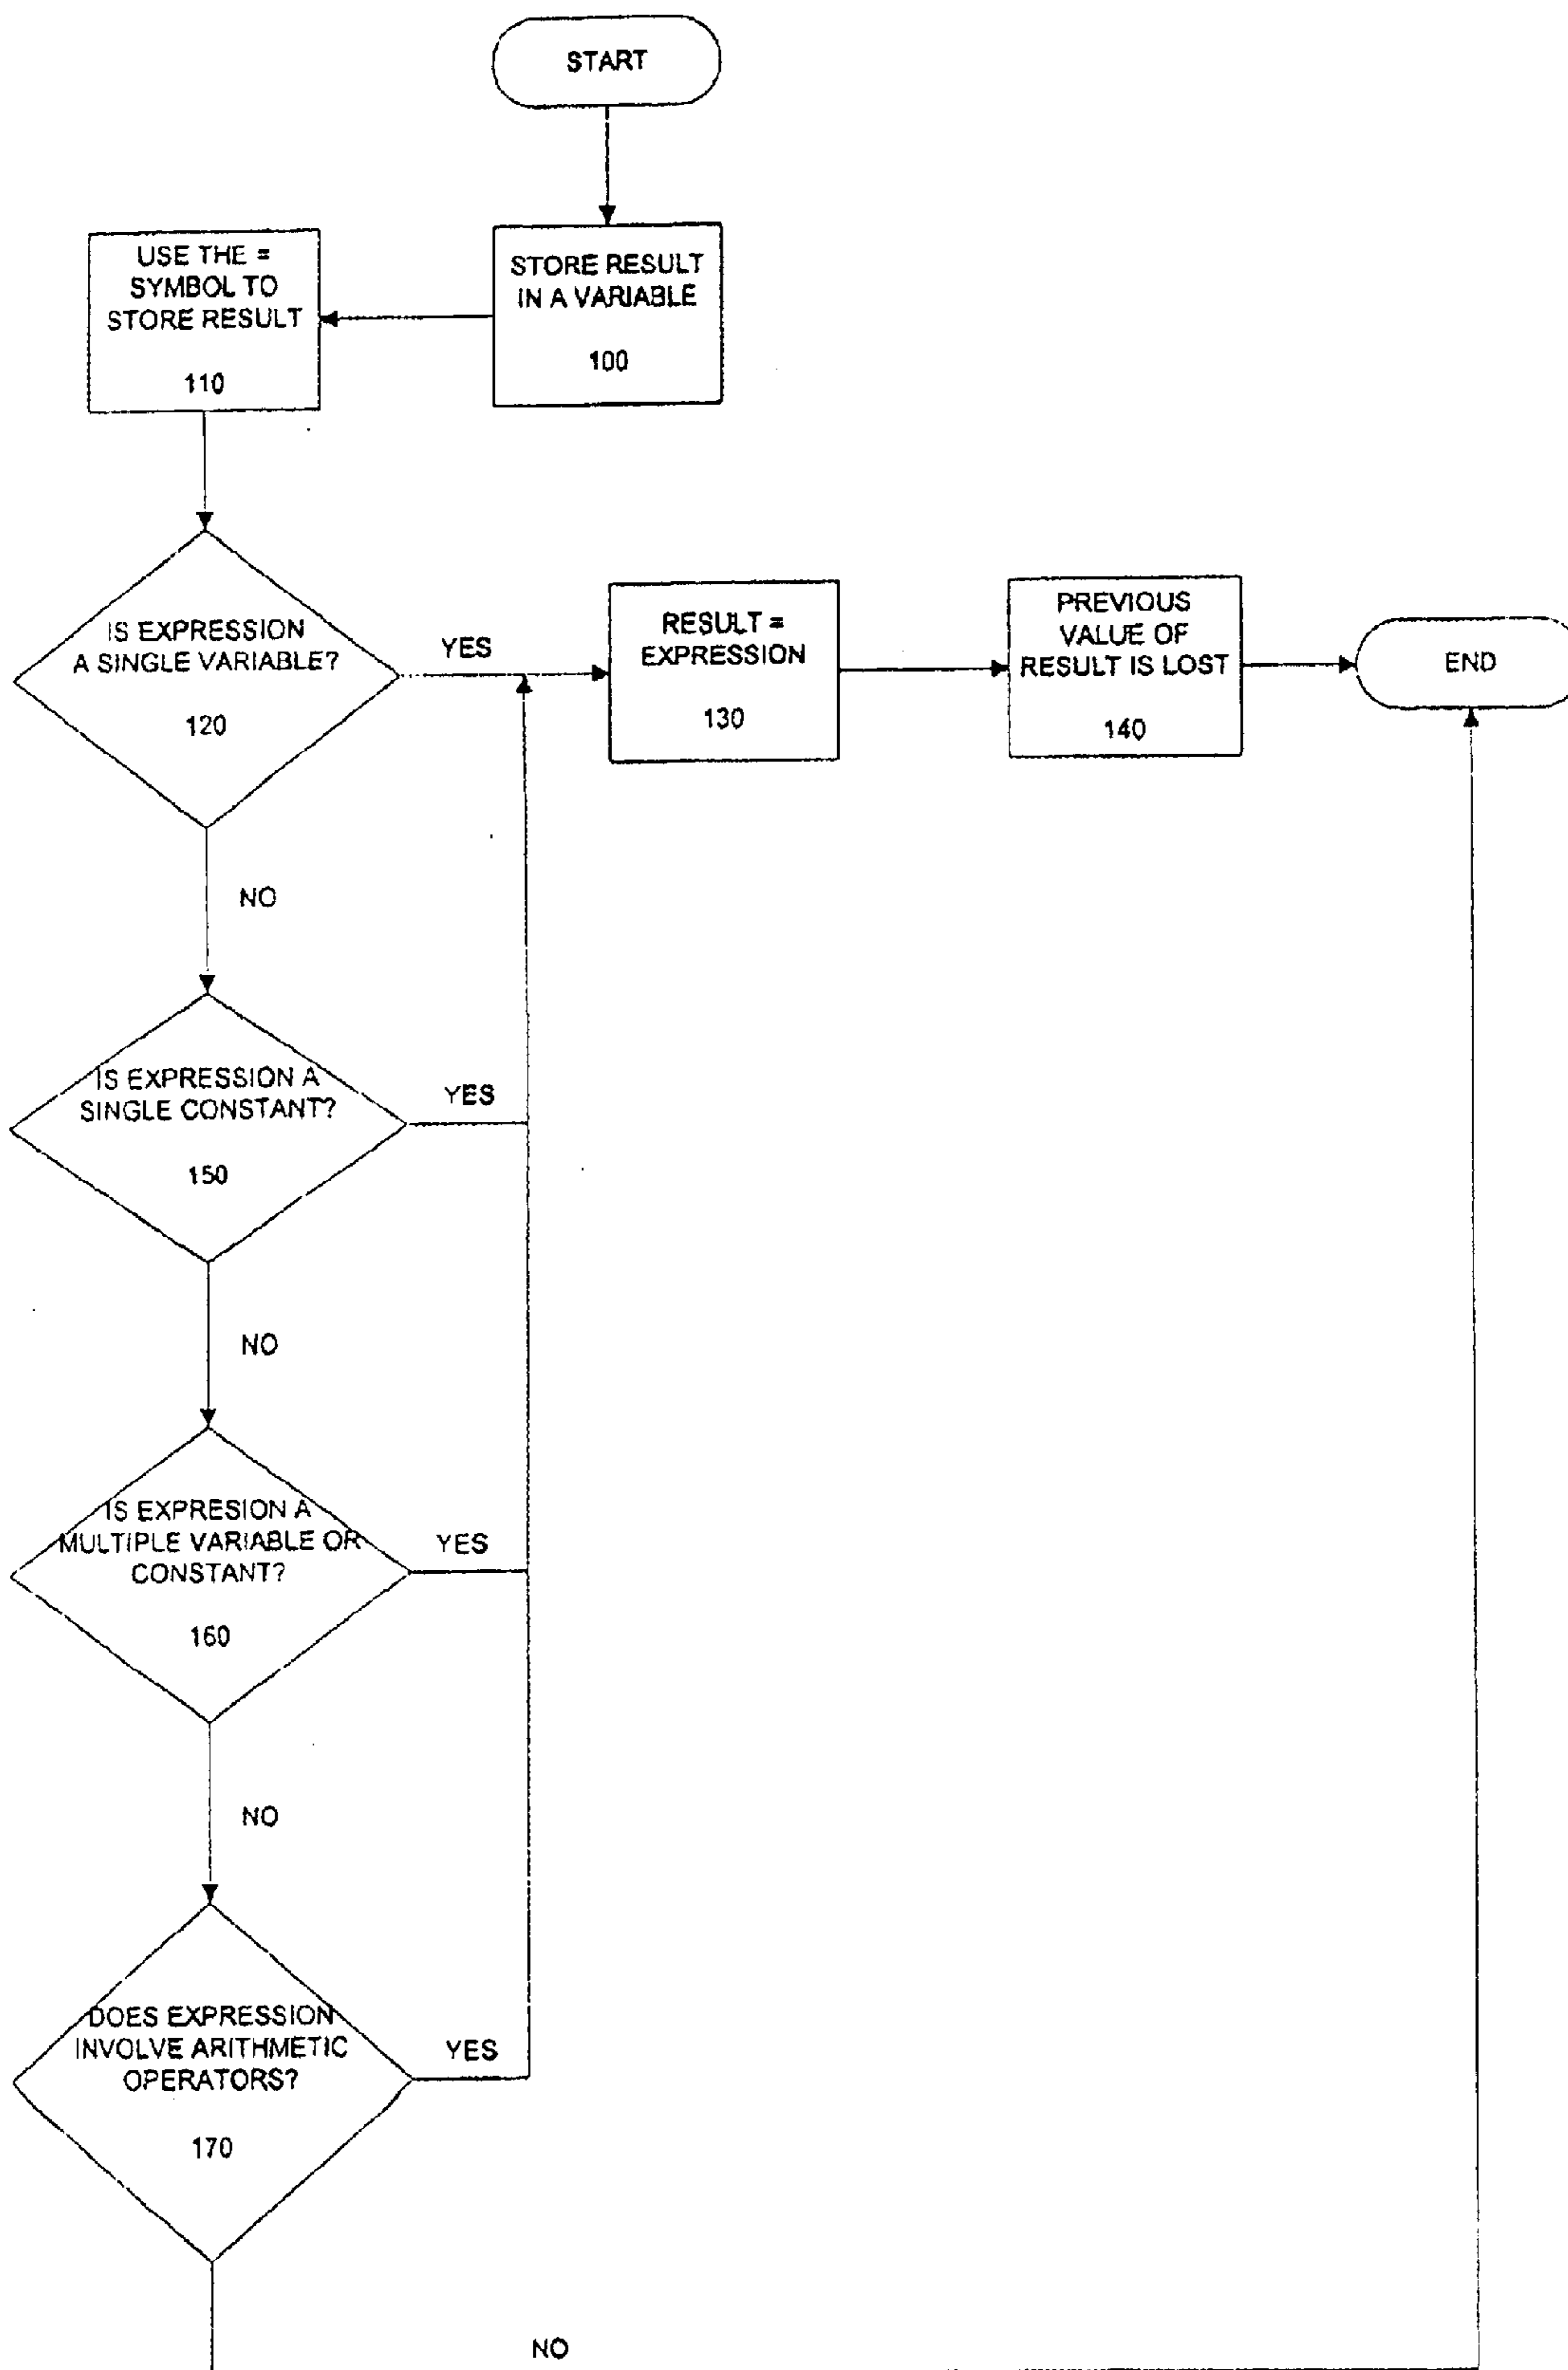 START
STORE RESULT
IN A VARIABLE
100
USE THE =
SYMBOL TO
STORE RESULT
110
IS EXPRESSION
A SINGLE VARIABLE?
120
YES
RESULT =
EXPRESSION
130
PREVIOUS
VALUE OF
RESULT IS LOST
140
END
NO
IS EXPRESSION A
SINGLE CONSTANT?
150
YES
NO
IS EXPRESION A
MULTIPLE VARIABLE OR
CONSTANT?
160
YES
NO
DOES EXPRESSION
INVOLVE ARITHMETIC
OPERATORS?
170
YES
NO